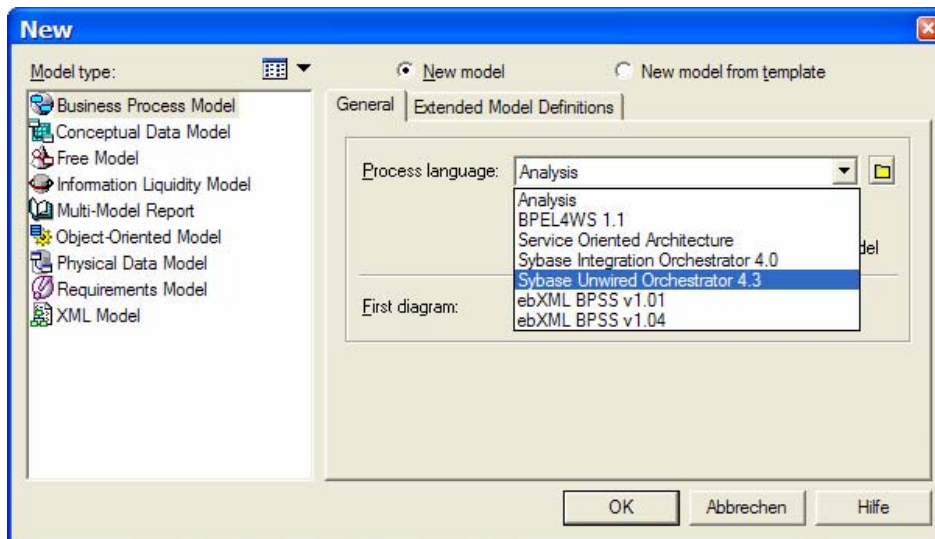 New
Model type:
New model
New model from template
Business Process Model
Conceptual Data Model
Free Model
Information Liquidity Model
Multi-Model Report
Object-Oriented Model
Physical Data Model
Requirements Model
XML Model
General
Extended Model Definitions
Process language:
Analysis
Analysis
BPEL4WS 1.1
Service Oriented Architecture
Sybase Integration Orchestrator 4.0
Sybase Unwired Orchestrator 4.3
ebXML BPSS v1.01
ebXML BPSS v1.04
del
First diagram:
OK
Abbrechen
Hilfe